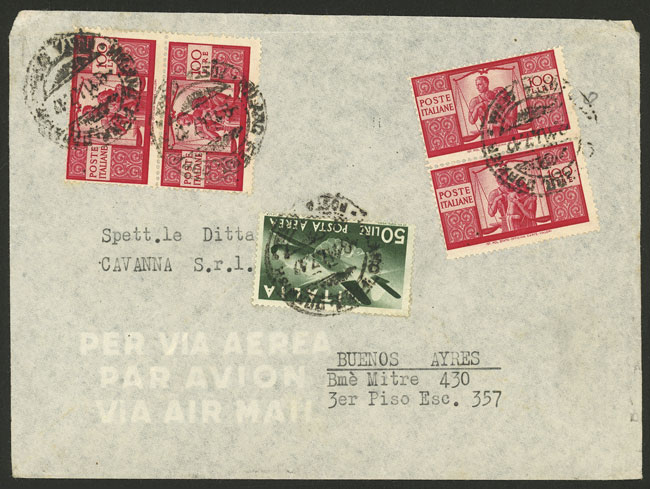 100
100
LIRE
POSTE
ITALIANE
POSTE
ITALIANE
POSTE
ITALIANE
100
POSTE
ITALIANE
100
50 LIRE POSTA AEREA
ITALIA
Spett.le Ditta
CAVANNA S.r.l.
PER VIA AEREA
PAR AVION
VIA AIR MAIL
BUENOS AYRES
Bmè Mitre 430
3er Piso Esc. 357